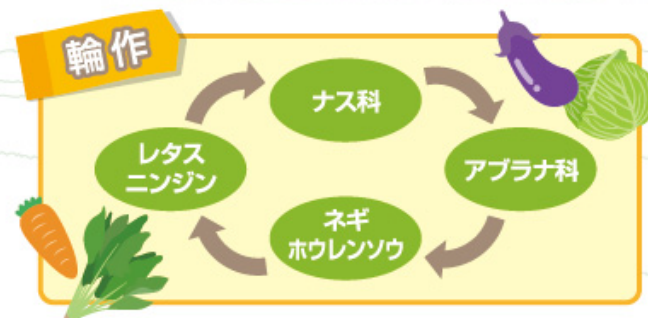 輪作
ナス科
アブラナ科
ネギ
ホウレンソウ
レタス
ニンジン